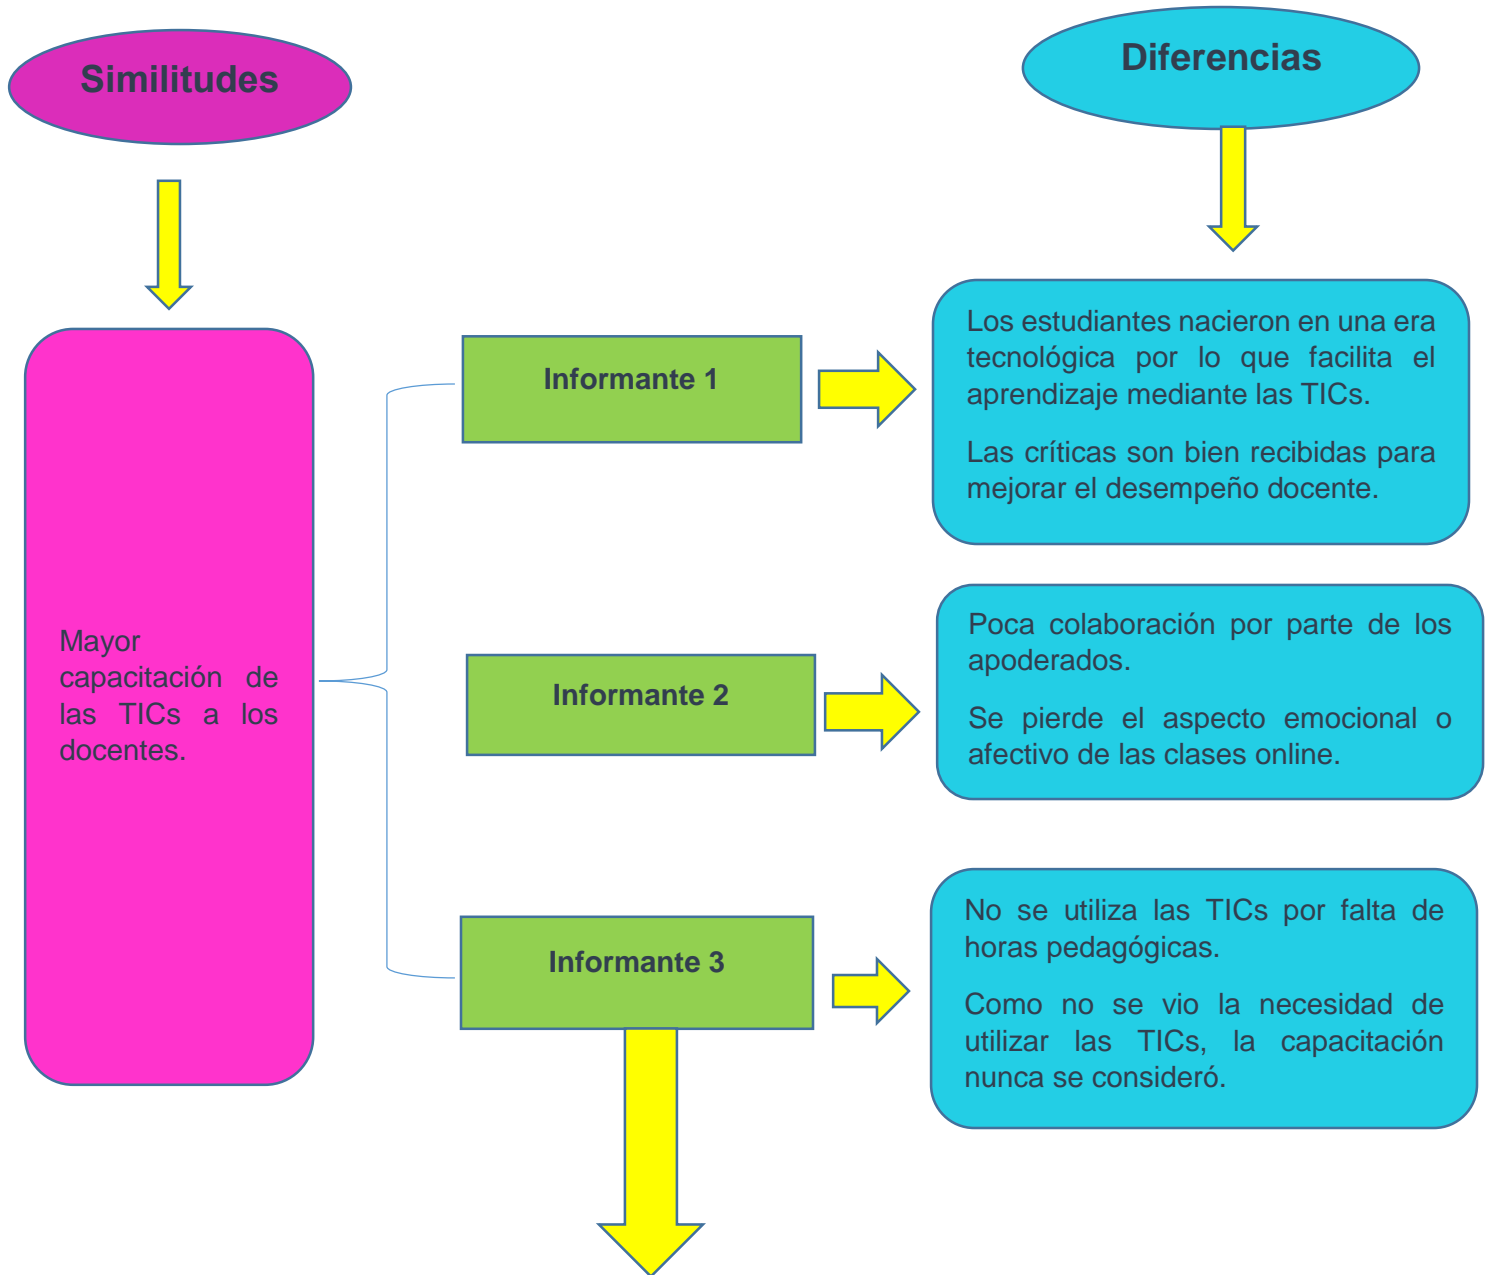 Similitudes
Diferencias
Mayor
capacitación de
las TICs a los
docentes.
Informante 1
Los estudiantes nacieron en una era
tecnológica por lo que facilita el
aprendizaje mediante las TICs.
Las críticas son bien recibidas para
mejorar el desempeño docente.
Informante 2
Poca colaboración por parte de los
apoderados.
Se pierde el aspecto emocional o
afectivo de las clases online.
Informante 3
No se utiliza las TICs por falta de
horas pedagógicas.
Como no se vio la necesidad de
utilizar las TICs, la capacitación
nunca se consideró.